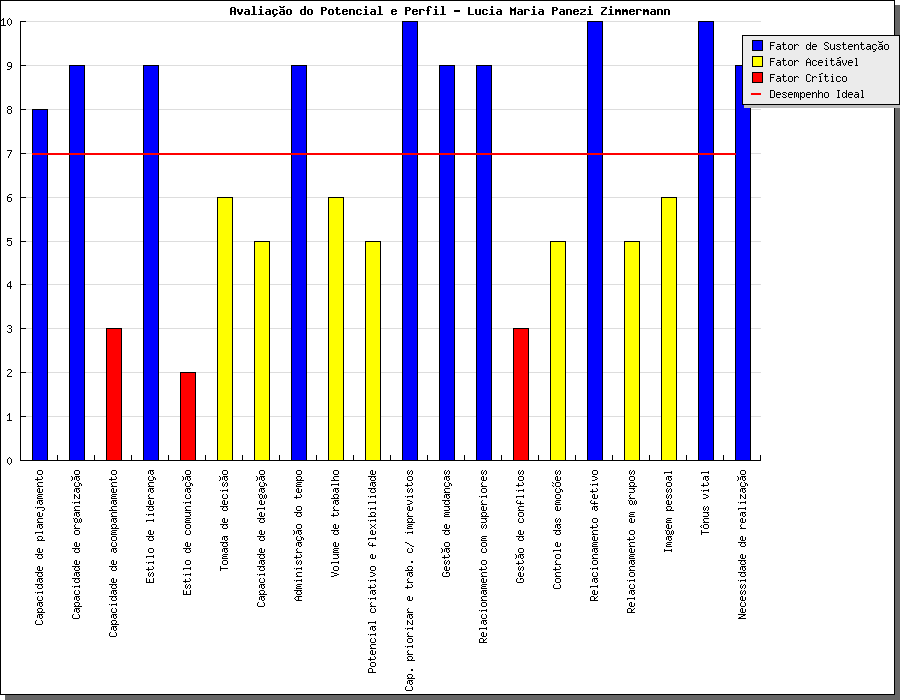 Avaliação do Potencial e Perfil - Lucia Maria Panezi Zimmermann
Fator de Sustentação
Fator Aceitável
Fator Crítico
Desempenho Ideal
10
9
8
7
6
5
4
3
2
1
0
Capacidade de planejamento
Capacidade de organização
Capacidade de acompanhamento
Estilo de liderança
Estilo de comunicação
Tomada de decisão
Capacidade de delegação
Administração do tempo
Volume de trabalho
Potencial criativo e flexibilidade
Cap. priorizar e trab. c/ imprevistos
Gestão de mudanças
Relacionamento com superiores
Gestão de conflitos
Controle das emoções
Relacionamento afetivo
Relacionamento em grupos
Imagem pessoal
Tônus vital
Necessidade de realização